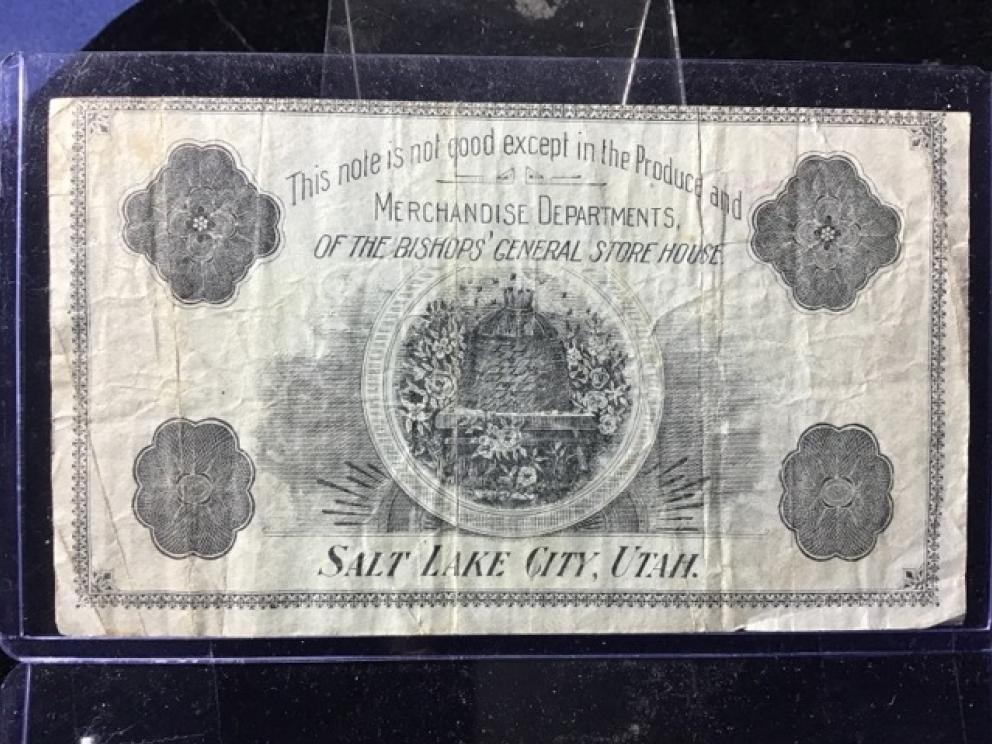 This note is not good except in the Produce and
MERCHANDISE DEPARTMENTS,
OF THE BISHOPS' GENERAL STORE HOUSE.
SALT LAKE CITY, UTAH.